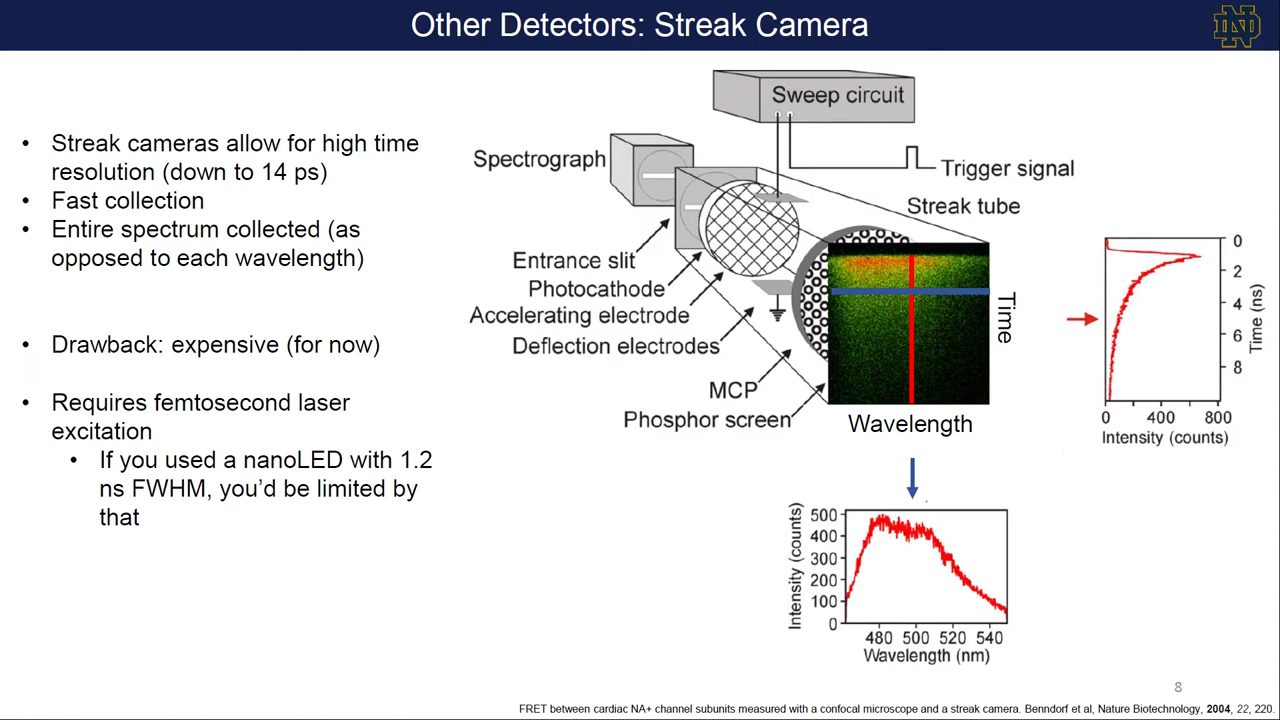 Other Detectors: Streak Camera
ND
• Streak cameras allow for high time
resolution (down to 14 ps)
• Fast collection
• Entire spectrum collected (as
opposed to each wavelength)
• Drawback: expensive (for now)
• Requires femtosecond laser
excitation
• If you used a nanoLED with 1.2
ns FWHM, you’d be limited by
that
Sweep circuit
Spectrograph
Trigger signal
Streak tube
Entrance slit
Photocathode
Accelerating electrode
Deflection electrodes
MCP
Phosphor screen
Time
Wavelength
0
2
4
6
8
Time (ns)
0 400 800
Intensity (counts)
500
400
300
200
100
0
Intensity (counts)
480 500 520 540
Wavelength (nm)
8
FRET between cardiac NA+ channel subunits measured with a confocal microscope and a streak camera. Benndorf et al, Nature Biotechnology, 2004, 22, 220.